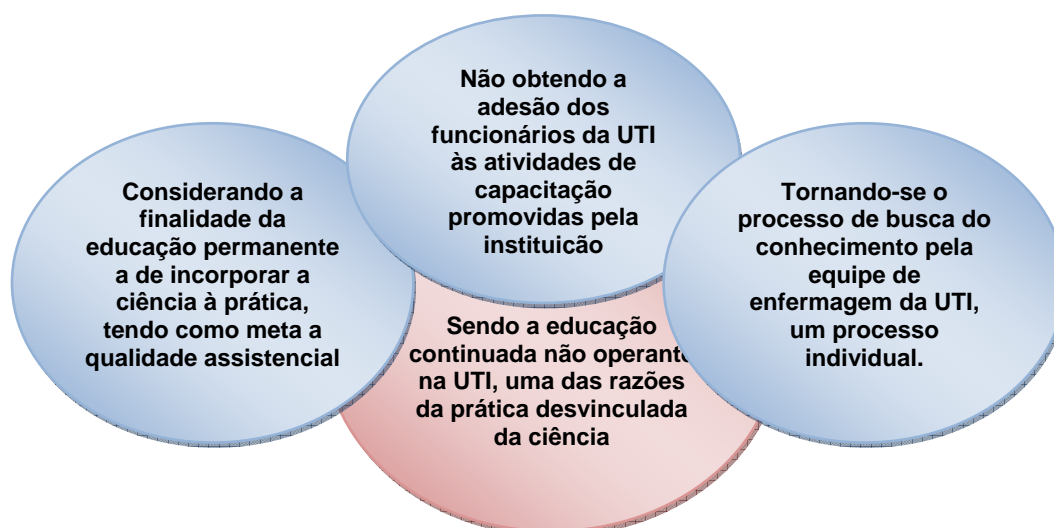 Não obtendo a
adesão dos
funcionários da UTI
às atividades de
capacitação
promovidas pela
instituicão
Considerando a
finalidade da
educação permanente
a de incorporar a
ciência à prática,
tendo como meta a
qualidade assistencial
Tornando-se o
processo de busca do
conhecimento pela
equipe de
enfermagem da UTI,
um processo
individual.
Sendo a educação
continuada não operante
na UTI, uma das razões
da prática desvinculada
da ciência